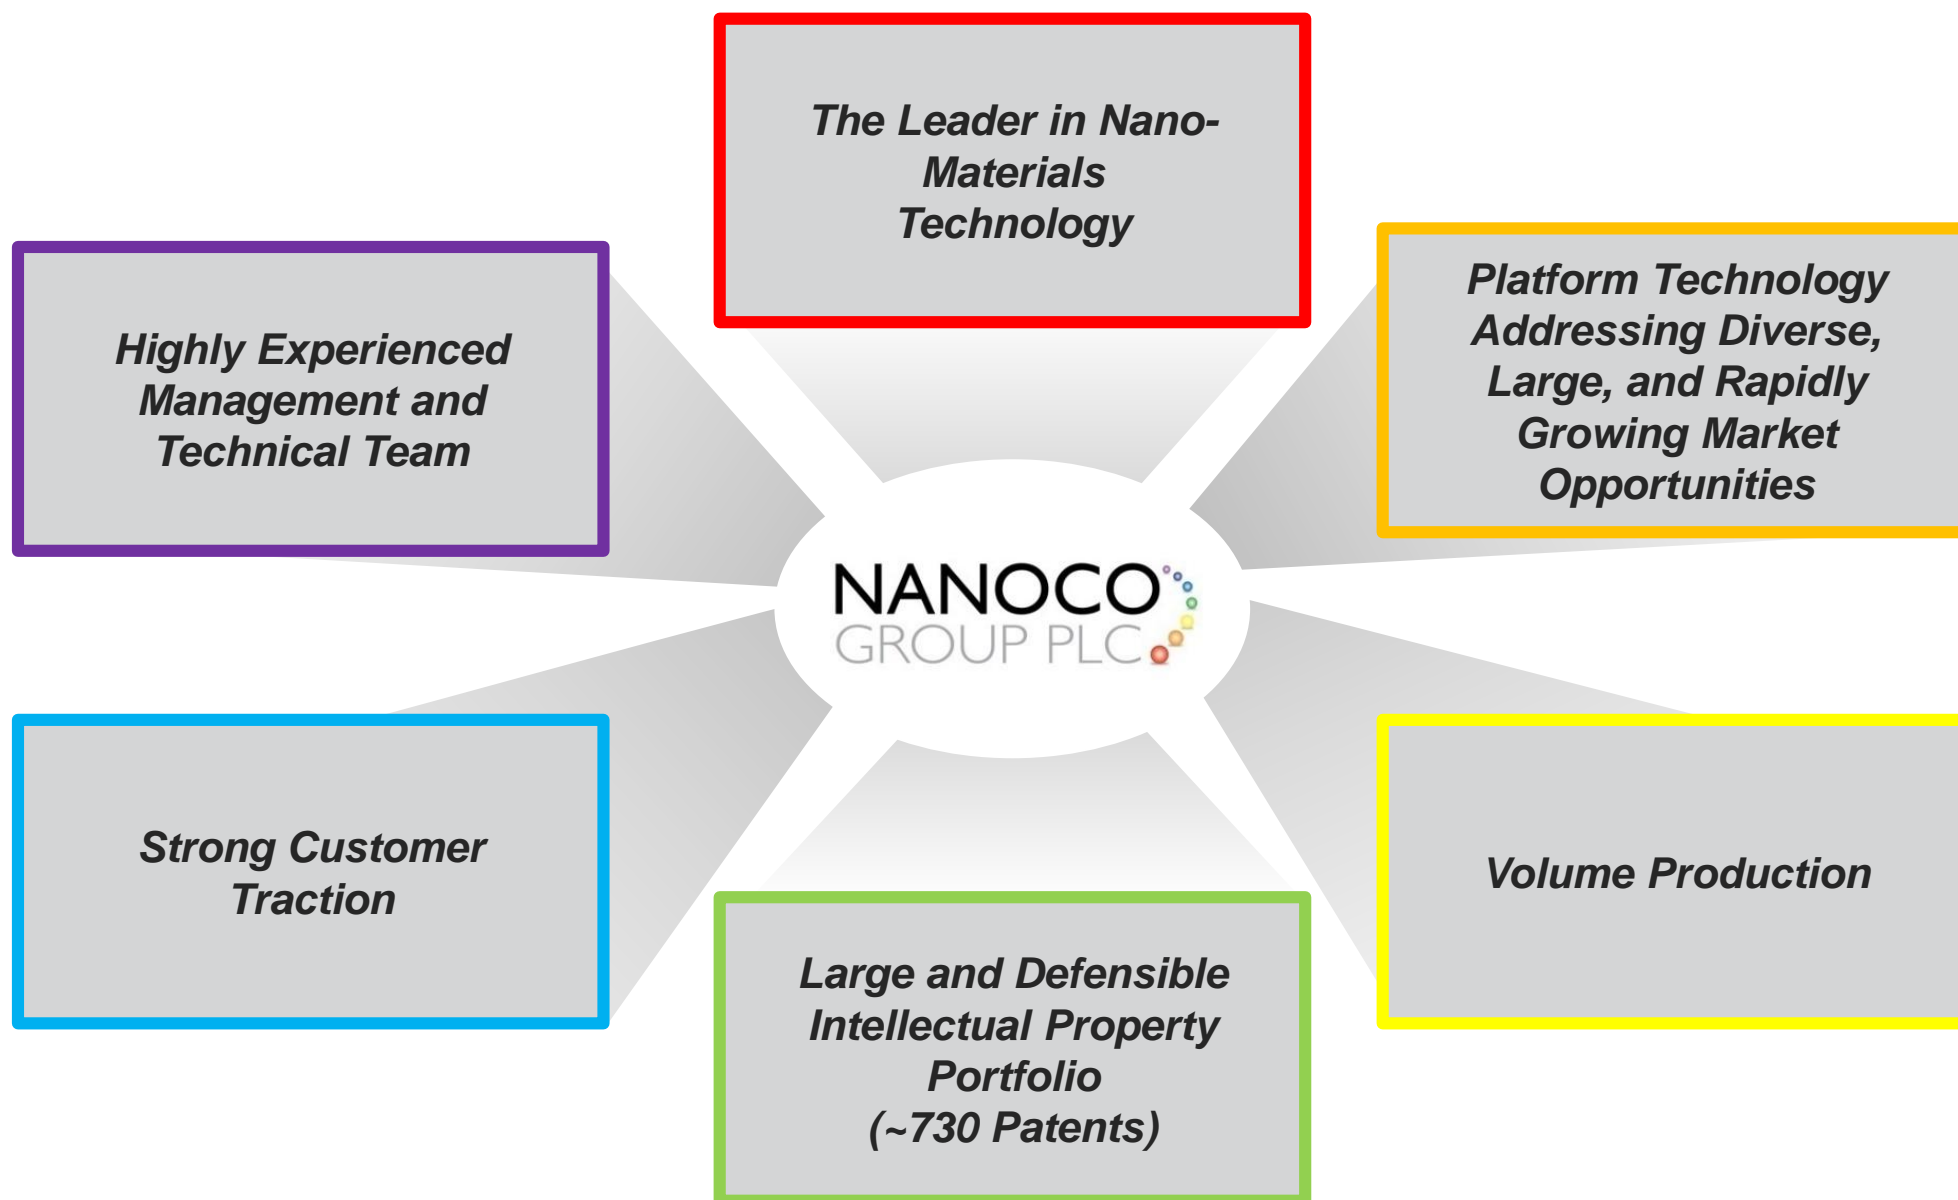 The Leader in Nano-
Materials
Technology
Highly Experienced
Management and
Technical Team
Platform Technology
Addressing Diverse,
Large, and Rapidly
Growing Market
Opportunities
NANOCO
GROUP PLC
Strong Customer
Traction
Volume Production
Large and Defensible
Intellectual Property
Portfolio
(~730 Patents)